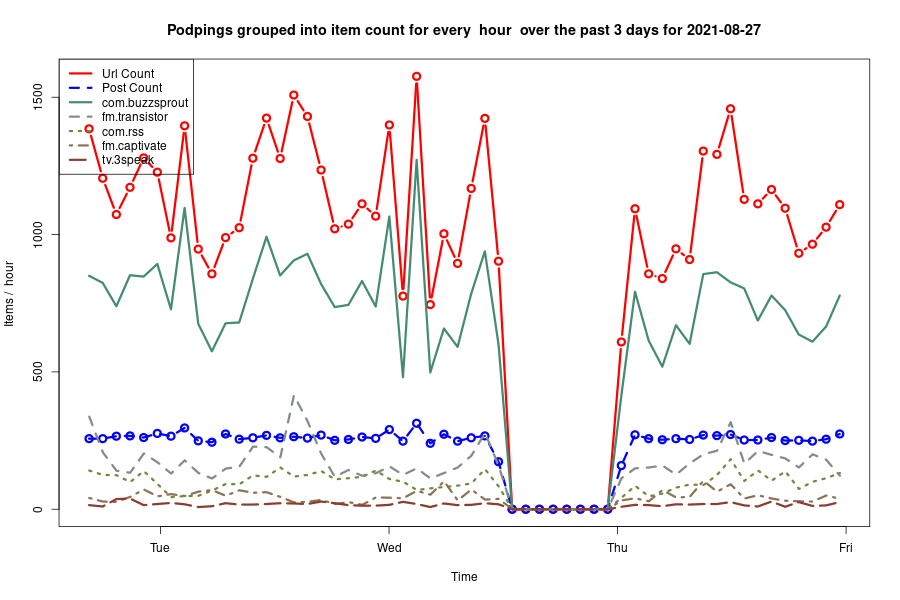 Podpings grouped into item count for every  hour  over the past 3 days for 2021-08-27
Url Count
Post Count
com.buzzsprout
fm.transistor
com.rss
fm.captivate
tv.3speak
Items /  hour
1500
1000
500
0
Tue
Wed
Thu
Fri
Time